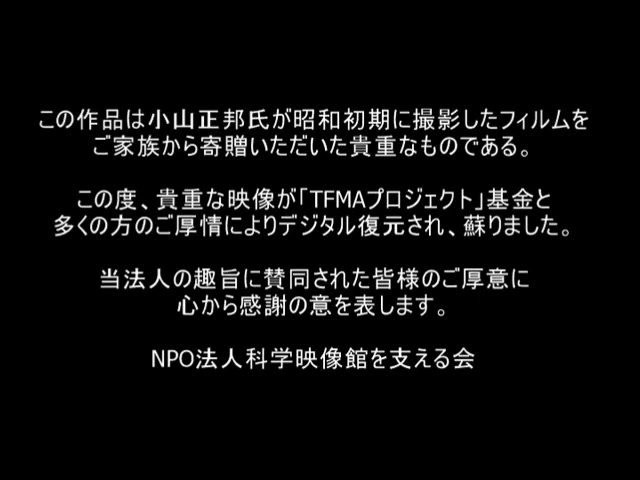 この作品は小山正邦氏が昭和初期に撮影したフィルムを
ご家族から寄贈いただいた貴重なものである。
この度、貴重な映像が「TFMAプロジェクト」基金と
多くの方のご厚情によりデジタル復元され、蘇りました。
当法人の趣旨に賛同された皆様のご厚意に
心から感謝の意を表します。
NPO法人科学映像館を支える会